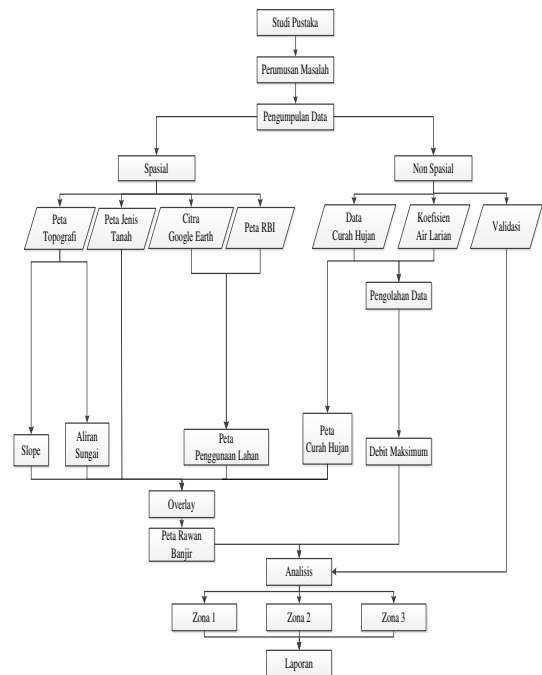 Studi Pustaka
Perumusan Masalah
Pengumpulan Data
Spasial
Non Spasial
Peta
Topografi
Peta Jenis
Tanah
Citra
Google Earth
Peta RBI
Data
Curah Hujan
Koefisien
Air Larian
Validasi
Pengolahan Data
Slope
Aliran
Sungai
Peta
Penggunaan Lahan
Peta
Curah Hujan
Debit Maksimum
Overlay
Peta Rawan
Banjir
Analisis
Zona 1
Zona 2
Zona 3
Laporan